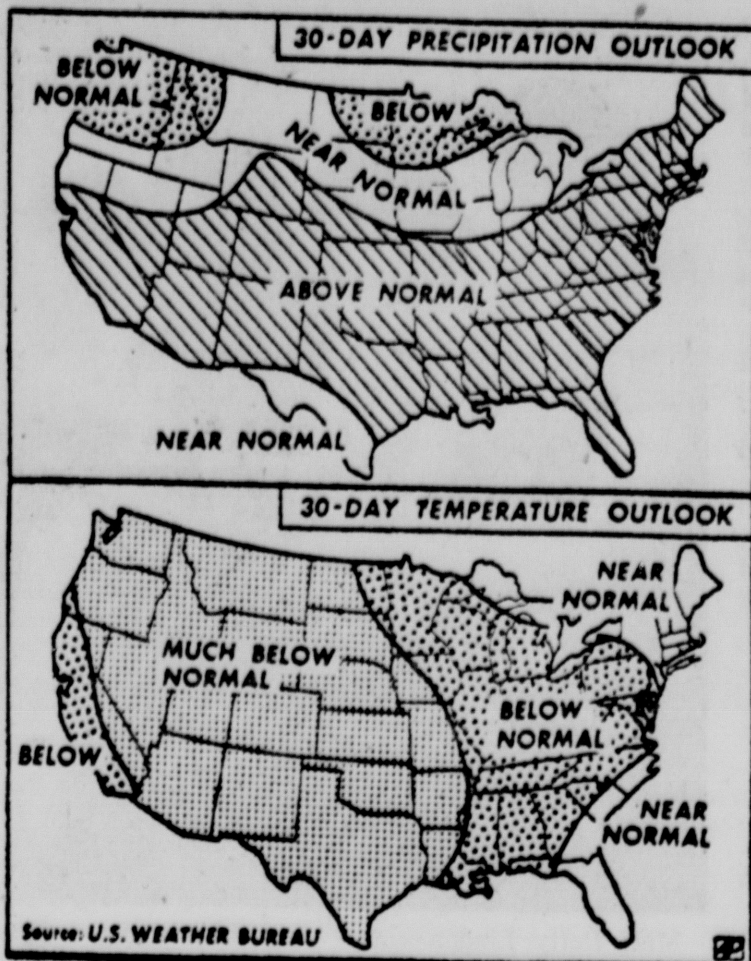 30-DAY PRECIPITATION OUTLOOK
BELOW
NORMAL
BELOW
NEAR NORMAL
ABOVE NORMAL
NEAR NORMAL
30-DAY TEMPERATURE OUTLOOK
NEAR
NORMAL
MUCH BELOW
NORMAL
BELOW
NORMAL
BELOW
NEAR
NORMAL
Source: U.S. WEATHER BUREAU
AP